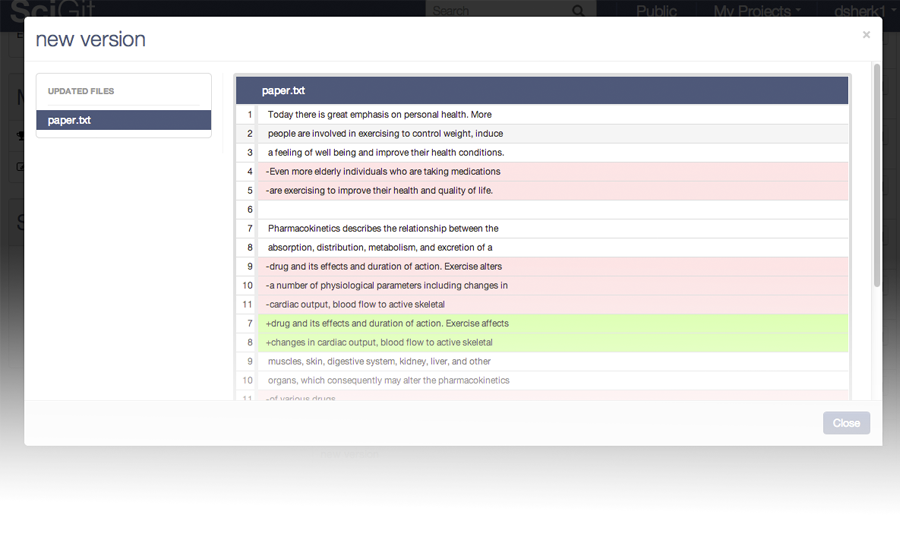 SciGit
Search
Public
My Projects
dsherk1
new version
×
UPDATED FILES
paper.txt
paper.txt
1 Today there is great emphasis on personal health. More
2 people are involved in exercising to control weight, induce
3 a feeling of well being and improve their health conditions.
4 -Even more elderly individuals who are taking medications
5 -are exercising to improve their health and quality of life.
6
7 Pharmacokinetics describes the relationship between the
8 absorption, distribution, metabolism, and excretion of a
9 -drug and its effects and duration of action. Exercise alters
10 -a number of physiological parameters including changes in
11 -cardiac output, blood flow to active skeletal
7 +drug and its effects and duration of action. Exercise affects
8 +changes in cardiac output, blood flow to active skeletal
9 muscles, skin, digestive system, kidney, liver, and other
10 organs, which consequently may alter the pharmacokinetics
11 -of various drugs
Close